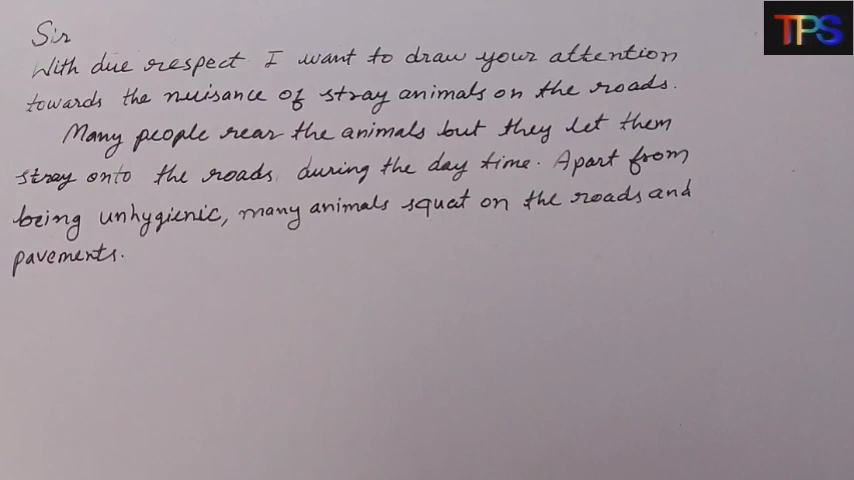 TPS
Sir
With due respect I want to draw your attention
towards the nuisance of stray animals on the roads.
Many people rear the animals but they let them
stray onto the roads during the day time. Apart from
being unhygienic, many animals squat on the roads and
pavements.